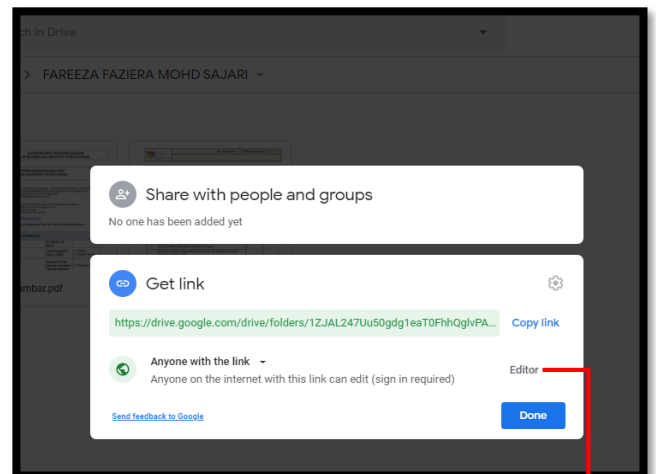 ch in Drive
> FAREEZA FAZIERA MOHD SAJARI
Share with people and groups
No one has been added yet
ambar.pdf
Get link
https://drive.google.com/drive/folders/1ZJAL247Uu50gdg1eaT0FhhQglvPA...
Copy link
Anyone with the link
Anyone on the internet with this link can edit (sign in required)
Editor
Send feedback to Google
Done